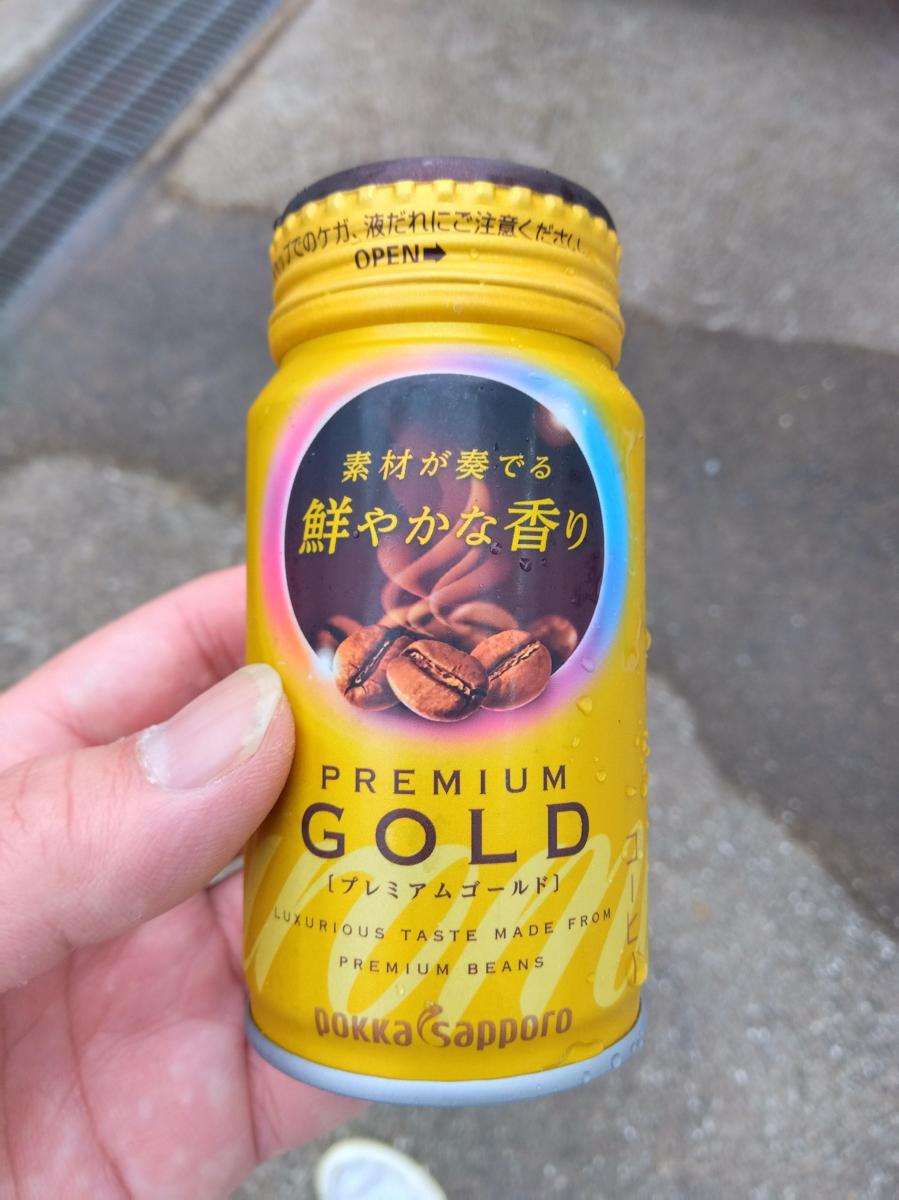 でのケガ、液だれにご注意ください。
OPEN➡
素材が奏でる
鮮やかな香り
PREMIUM
GOLD
[プレミアムゴールド]
LUXURIOUS TASTE MADE FROM
PREMIUM BEANS
pokka sapporo
コーヒー